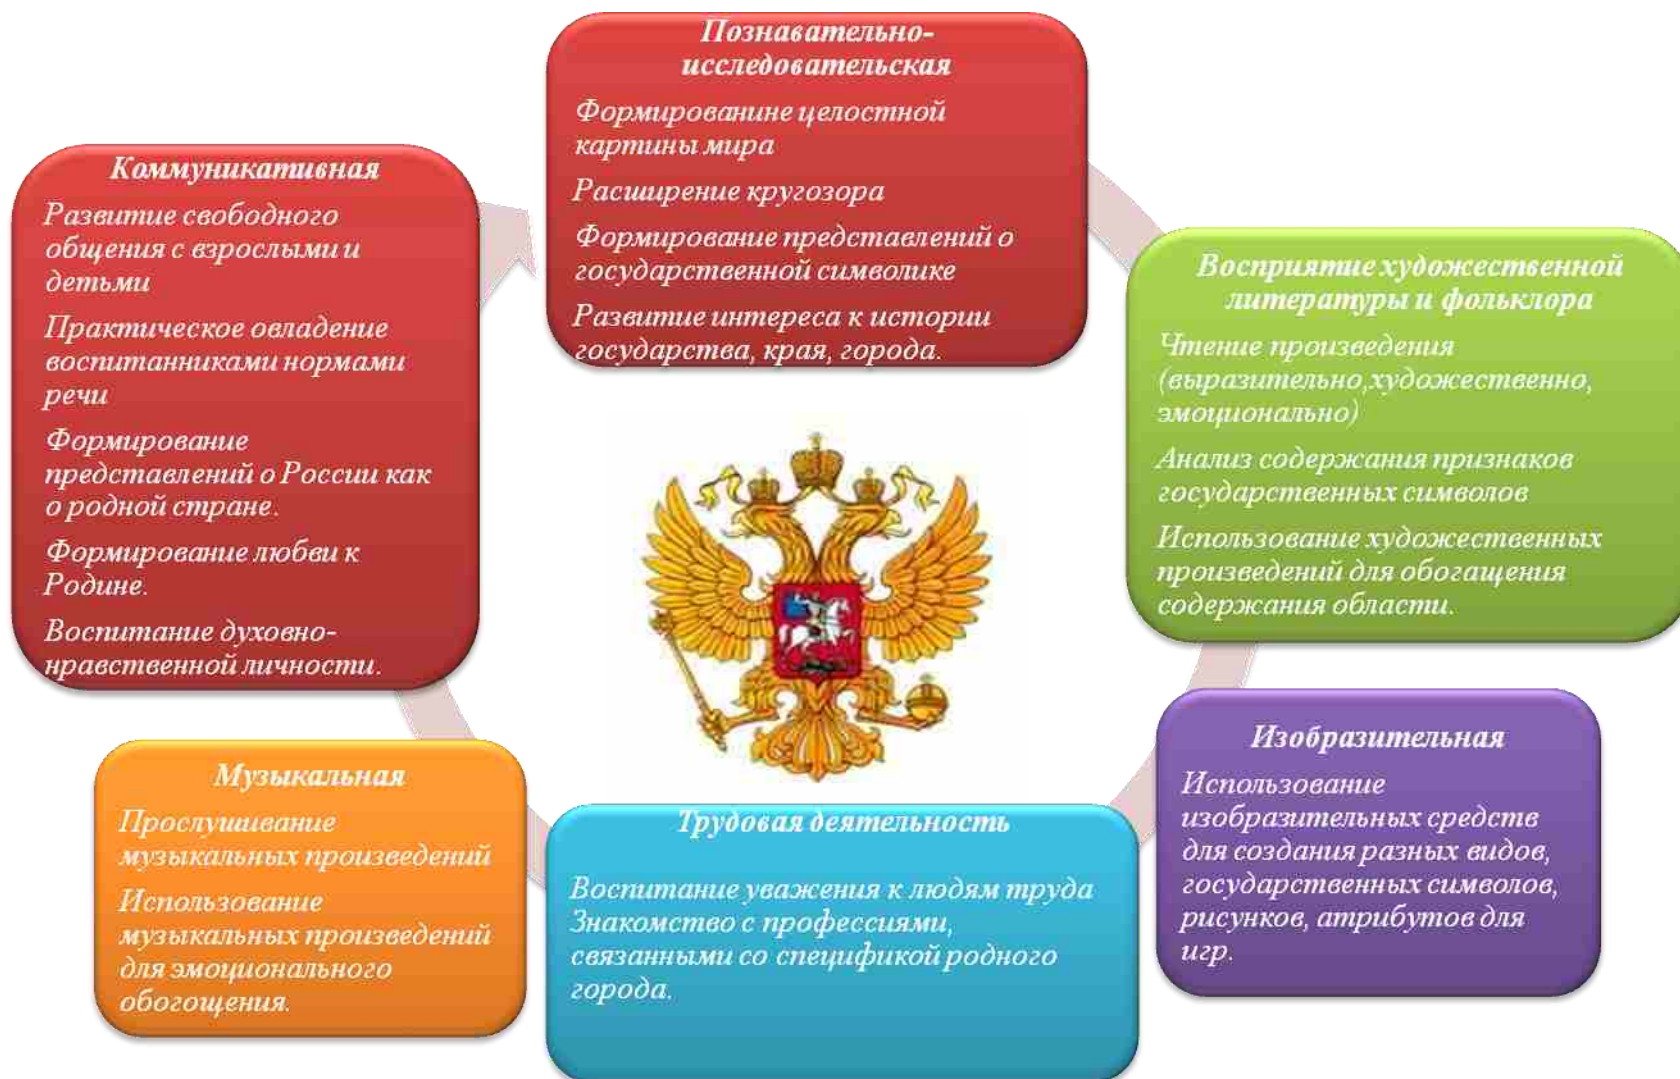 Познавательно-
исследовательская
Формированине целостной
картины мира
Расширение кругозора
Формирование представлений о
государственной символике
Развитие интереса к истории
государства, края, города.
Восприятие художественной
литературы и фольклора
Чтение произведения
(выразительно,художественно,
эмоционально)
Анализ содержания признаков
государственных символов
Использование художественных
произведений для обогащения
содержания области.
Изобразительная
Использование
изобразительных средств
для создания разных видов,
государственных символов,
рисунков, атрибутов для
игр.
Трудовая деятельность
Воспитание уважения к людям труда
Знакомство с профессиями,
связанными со спецификой родного
города.
Музыкальная
Прослушивание
музыкальных произведений
Использование
музыкальных произведений
для эмоционального
обогощения.
Коммуникативная
Развитие свободного
общения с взрослыми и
детьми
Практическое овладение
воспитанниками нормами
речи
Формирование
представлений о России как
о родной стране.
Формирование любви к
Родине.
Воспитание духовно-
нравственной личности.